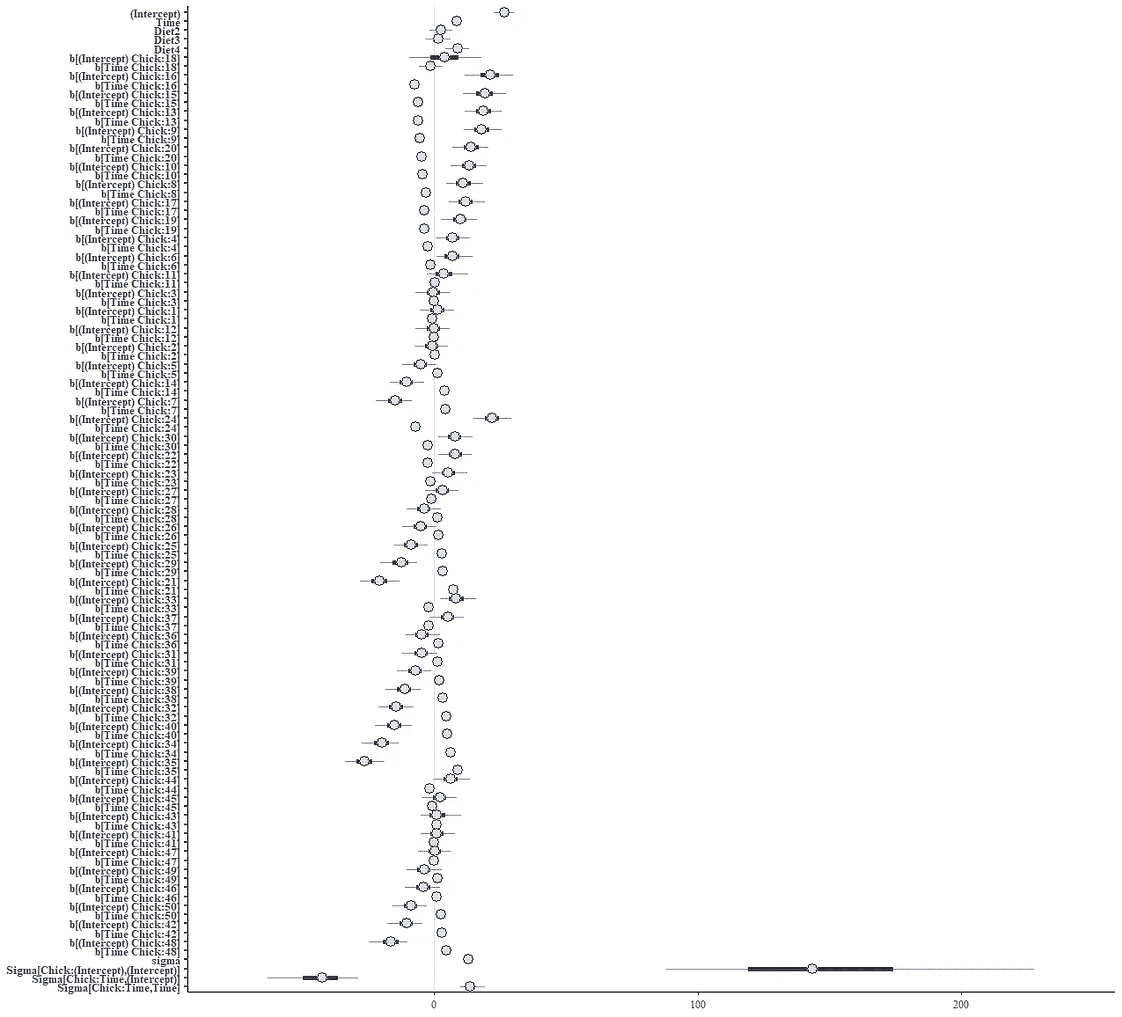 (Intercept)
Time
Diet2
Diet3
Diet4
b[(Intercept) Chick:18]
b[Time Chick:18]
b[(Intercept) Chick:16]
b[Time Chick:16]
b[(Intercept) Chick:15]
b[Time Chick:15]
b[(Intercept) Chick:13]
b[Time Chick:13]
b[(Intercept) Chick:9]
b[Time Chick:9]
b[(Intercept) Chick:20]
b[Time Chick:20]
b[(Intercept) Chick:10]
b[Time Chick:10]
b[(Intercept) Chick:8]
b[Time Chick:8]
b[(Intercept) Chick:17]
b[Time Chick:17]
b[(Intercept) Chick:19]
b[Time Chick:19]
b[(Intercept) Chick:4]
b[Time Chick:4]
b[(Intercept) Chick:6]
b[Time Chick:6]
b[(Intercept) Chick:11]
b[Time Chick:11]
b[(Intercept) Chick:3]
b[Time Chick:3]
b[(Intercept) Chick:1]
b[Time Chick:1]
b[(Intercept) Chick:12]
b[Time Chick:12]
b[(Intercept) Chick:2]
b[Time Chick:2]
b[(Intercept) Chick:5]
b[Time Chick:5]
b[(Intercept) Chick:14]
b[Time Chick:14]
b[(Intercept) Chick:7]
b[Time Chick:7]
b[(Intercept) Chick:24]
b[Time Chick:24]
b[(Intercept) Chick:30]
b[Time Chick:30]
b[(Intercept) Chick:22]
b[Time Chick:22]
b[(Intercept) Chick:23]
b[Time Chick:23]
b[(Intercept) Chick:27]
b[Time Chick:27]
b[(Intercept) Chick:28]
b[Time Chick:28]
b[(Intercept) Chick:26]
b[Time Chick:26]
b[(Intercept) Chick:25]
b[Time Chick:25]
b[(Intercept) Chick:29]
b[Time Chick:29]
b[(Intercept) Chick:21]
b[Time Chick:21]
b[(Intercept) Chick:33]
b[Time Chick:33]
b[(Intercept) Chick:37]
b[Time Chick:37]
b[(Intercept) Chick:36]
b[Time Chick:36]
b[(Intercept) Chick:31]
b[Time Chick:31]
b[(Intercept) Chick:39]
b[Time Chick:39]
b[(Intercept) Chick:38]
b[Time Chick:38]
b[(Intercept) Chick:32]
b[Time Chick:32]
b[(Intercept) Chick:40]
b[Time Chick:40]
b[(Intercept) Chick:34]
b[Time Chick:34]
b[(Intercept) Chick:35]
b[Time Chick:35]
b[(Intercept) Chick:44]
b[Time Chick:44]
b[(Intercept) Chick:45]
b[Time Chick:45]
b[(Intercept) Chick:43]
b[Time Chick:43]
b[(Intercept) Chick:41]
b[Time Chick:41]
b[(Intercept) Chick:47]
b[Time Chick:47]
b[(Intercept) Chick:49]
b[Time Chick:49]
b[(Intercept) Chick:46]
b[Time Chick:46]
b[(Intercept) Chick:50]
b[Time Chick:50]
b[(Intercept) Chick:42]
b[Time Chick:42]
b[(Intercept) Chick:48]
b[Time Chick:48]
sigma
Sigma[Chick:(Intercept),(Intercept)]
Sigma[Chick:Time,(Intercept)]
Sigma[Chick:Time,Time]
0 100 200